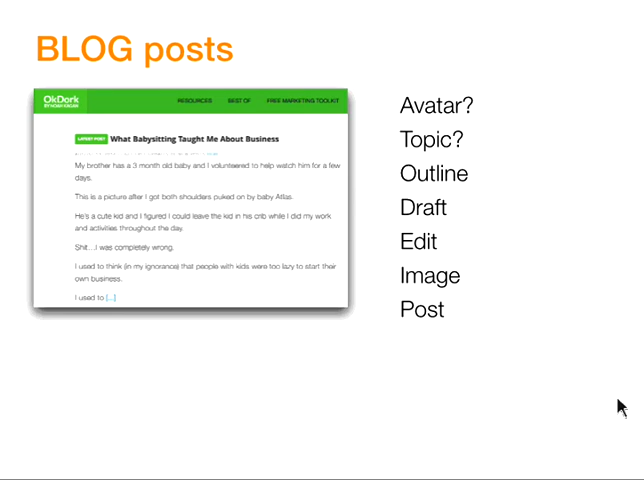 BLOG posts
OkDork
BY NOAH KAGAN
RESOURCES BEST OF FREE MARKETING TOOLKIT
LATEST POST What Babysitting Taught Me About Business
My brother has a 3 month old baby and I volunteered to help watch him for a few
days.
This is a picture after I got both shoulders puked on by baby Atlas.
He's a cute kid and I figured I could leave the kid in his crib while I did my work
and activities throughout the day.
Shit…I was completely wrong.
I used to think (in my ignorance) that people with kids were too lazy to start their
own business.
I used to [...]
Avatar?
Topic?
Outline
Draft
Edit
Image
Post